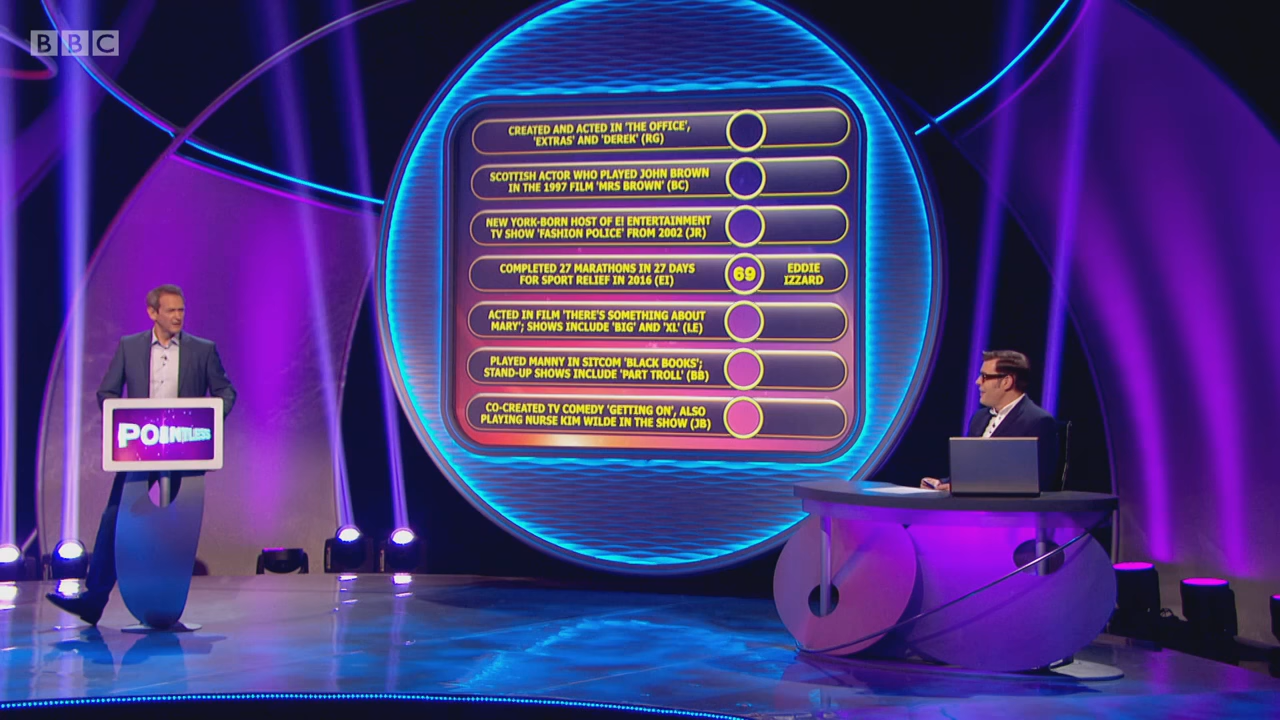 BBC
CREATED AND ACTED IN 'THE OFFICE',
'EXTRAS' AND 'DEREK' (RG)
SCOTTISH ACTOR WHO PLAYED JOHN BROWN
IN THE 1997 FILM 'MRS BROWN' (BC)
NEW YORK-BORN HOST OF E! ENTERTAINMENT
TV SHOW 'FASHION POLICE' FROM 2002 (JR)
COMPLETED 27 MARATHONS IN 27 DAYS
FOR SPORT RELIEF IN 2016 (EI)
69
EDDIE
IZZARD
ACTED IN FILM 'THERE'S SOMETHING ABOUT
MARY'; SHOWS INCLUDE 'BIG' AND 'XL' (LE)
PLAYED MANNY IN SITCOM 'BLACK BOOKS';
STAND-UP SHOWS INCLUDE 'PART TROLL' (BB)
CO-CREATED TV COMEDY 'GETTING ON', ALSO
PLAYING NURSE KIM WILDE IN THE SHOW (JB)
POINTLESS